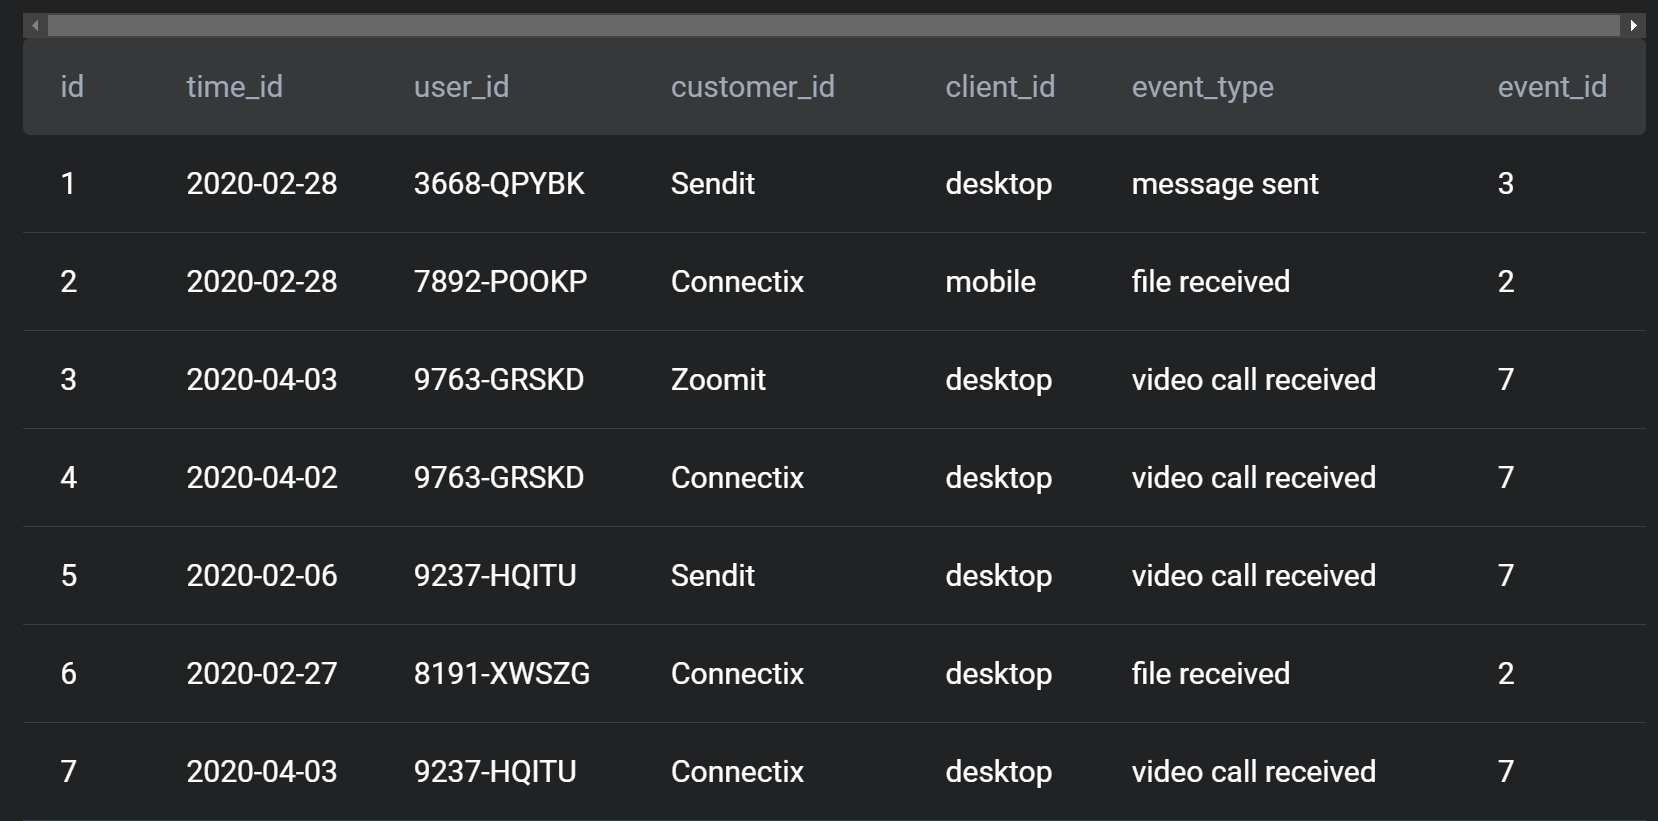 id time_id user_id customer_id client_id event_type event_id
1 2020-02-28 3668-QPYBK Sendit desktop message sent 3
2 2020-02-28 7892-POOKP Connectix mobile file received 2
3 2020-04-03 9763-GRSKD Zoomit desktop video call received 7
4 2020-04-02 9763-GRSKD Connectix desktop video call received 7
5 2020-02-06 9237-HQITU Sendit desktop video call received 7
6 2020-02-27 8191-XWSZG Connectix desktop file received 2
7 2020-04-03 9237-HQITU Connectix desktop video call received 7